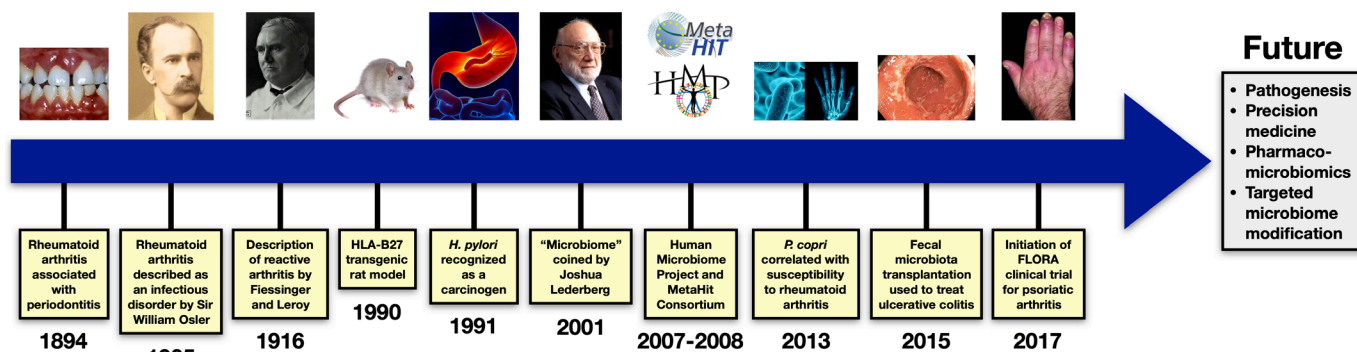 Meta
HIT
HMP
Future
• Pathogenesis
• Precision
medicine
• Pharmaco-
microbiomics
• Targeted
microbiome
modification
Rheumatoid
arthritis
associated
with
periodontitis
1894
Rheumatoid
arthritis
described as
an infectious
disorder by Sir
William Osler
Description
of reactive
arthritis by
Fiessinger
and Leroy
1916
HLA-B27
transgenic
rat model
1990
H. pylori
recognized
as a
carcinogen
1991
“Microbiome”
coined by
Joshua
Lederberg
2001
Human
Microbiome
Project and
MetaHit
Consortium
2007-2008
P. copri
correlated with
susceptibility
to rheumatoid
arthritis
2013
Fecal
microbiota
transplantation
used to treat
ulcerative colitis
2015
Initiation of
FLORA
clinical trial
for psoriatic
arthritis
2017